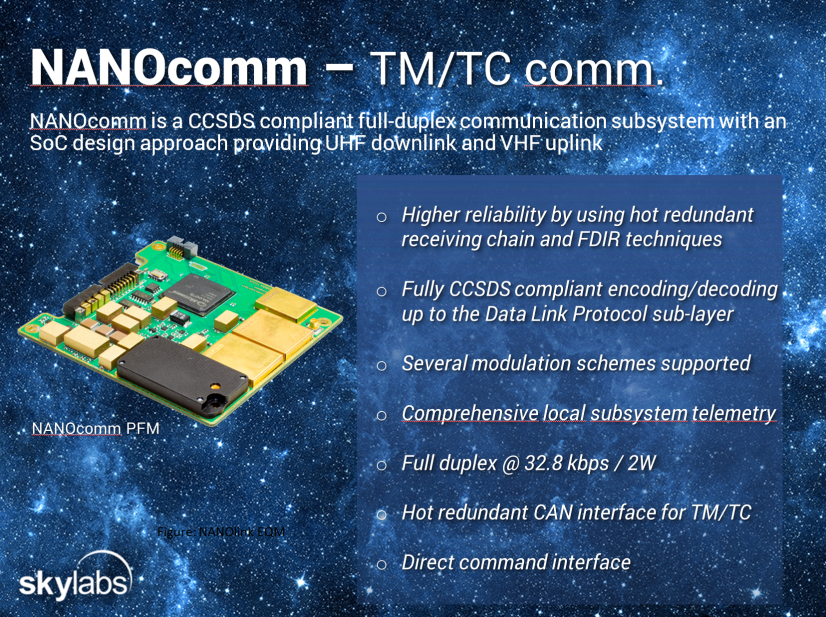 NANOcomm – TM/TC comm.
NANOcomm is a CCSDS compliant full-duplex communication subsystem with an
SoC design approach providing UHF downlink and VHF uplink
○ Higher reliability by using hot redundant
receiving chain and FDIR techniques
○ Fully CCSDS compliant encoding/decoding
up to the Data Link Protocol sub-layer
○ Several modulation schemes supported
○ Comprehensive local subsystem telemetry
○ Full duplex @ 32.8 kbps / 2W
○ Hot redundant CAN interface for TM/TC
○ Direct command interface
NANOcomm PFM
Figure: NANOlink EQM
skylabs